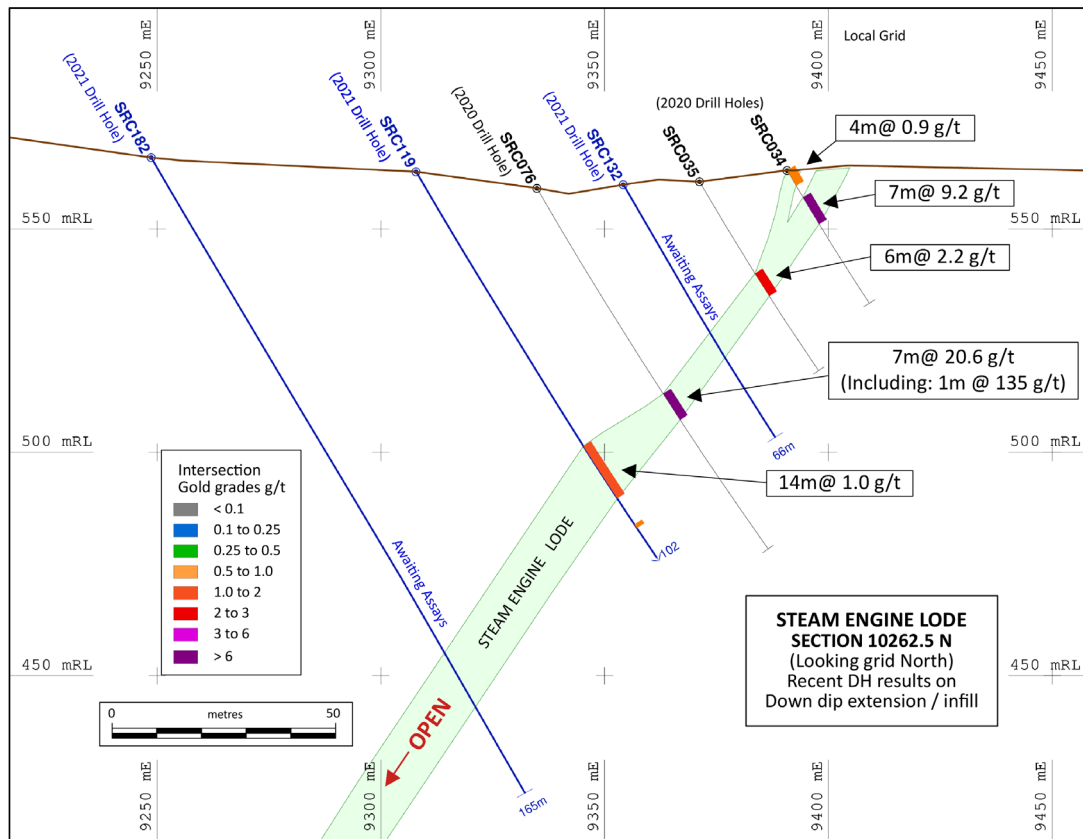 9250 mE
9300 mE
9350 mE
9400 mE
9450 mE
Local Grid
(2021 Drill Hole)
SRC182
(2021 Drill Hole)
SRC119
(2020 Drill Hole)
SRC076
(2021 Drill Hole)
SRC132
(2020 Drill Holes)
SRC035
SRC034
4m@ 0.9 g/t
7m@ 9.2 g/t
550 mRL
550 mRL
6m@ 2.2 g/t
Awaiting Assays
7m@ 20.6 g/t
(Including: 1m @ 135 g/t)
500 mRL
500 mRL
66m
14m@ 1.0 g/t
102
Intersection
Gold grades g/t
< 0.1
0.1 to 0.25
0.25 to 0.5
0.5 to 1.0
1.0 to 2
2 to 3
3 to 6
> 6
Awaiting Assays
STEAM ENGINE LODE
STEAM ENGINE LODE
SECTION 10262.5 N
(Looking grid North)
Recent DH results on
Down dip extension / infill
450 mRL
450 mRL
0 metres 50
OPEN
165m
9250 mE
9300 mE
9350 mE
9400 mE
9450 mE